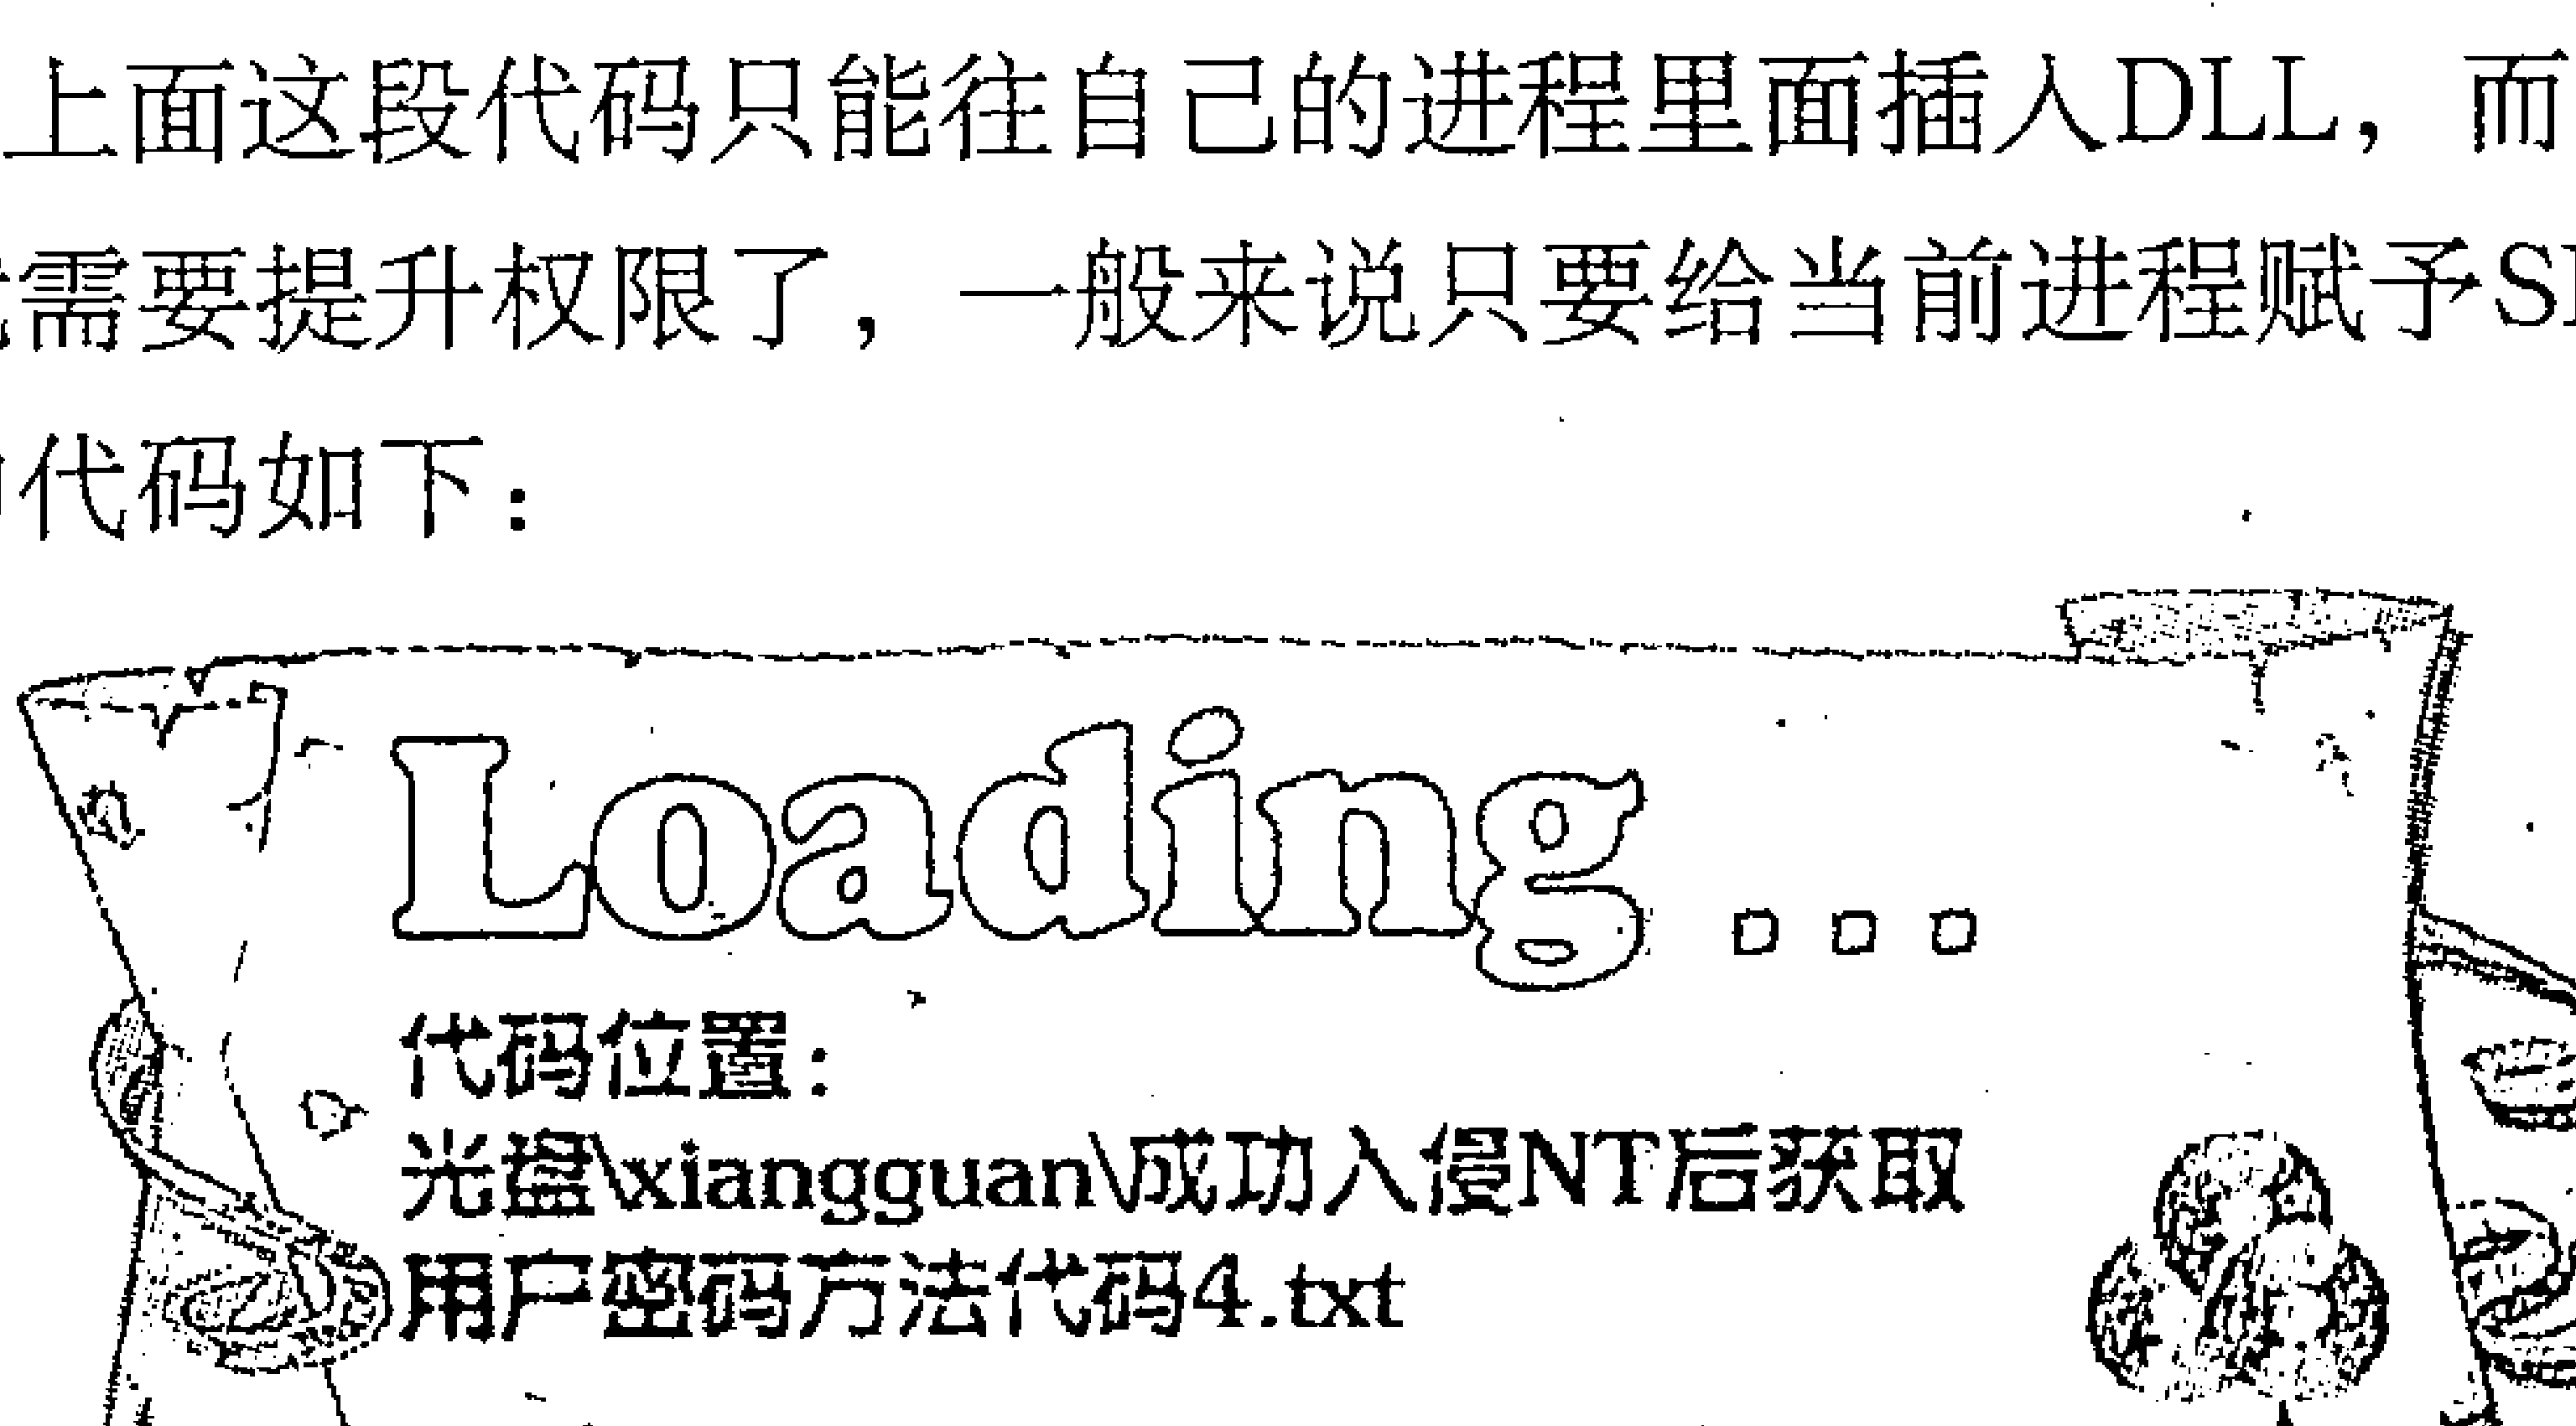 上面这段代码只能往自己的进程里面插入DLL，而
需要提升权限了，一般来说只要给当前进程赋予S
代码如下：
Loading ...
代码位置：
光盘\xiangguan\成功入侵NT后获取
用户密码方法代码4.txt